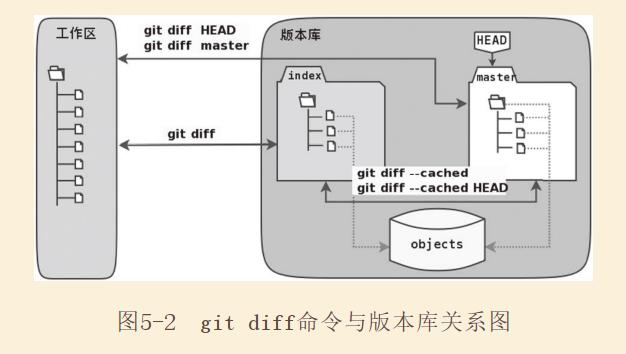 工作区
git diff HEAD
git diff master
版本库
HEAD
index
master
git diff
git diff --cached
git diff --cached HEAD
objects
图5-2 git diff命令与版本库关系图